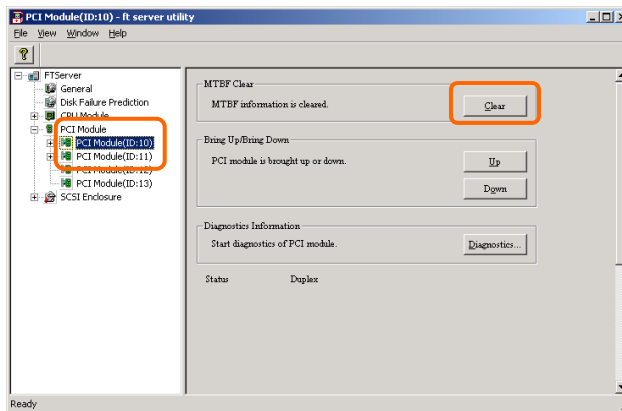 PCI Module(ID:10) - ft server utility
File View Window Help
FTServer
General
Disk Failure Prediction
CPU Module
PCI Module
PCI Module(ID:10)
PCI Module(ID:11)
PCI Module(ID:12)
PCI Module(ID:13)
SCSI Enclosure
MTBF Clear
MTBF information is cleared.
Clear
Bring Up/Bring Down
PCI module is brought up or down.
Up
Down
Diagnostics Information
Start diagnostics of PCI module.
Diagnostics...
Status Duplex
Ready